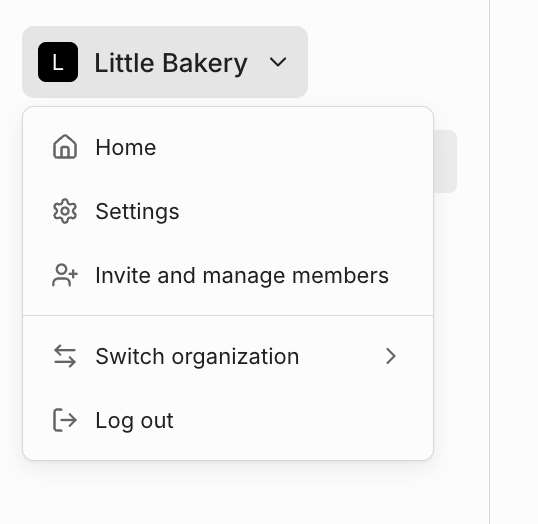 L Little Bakery
Home
Settings
Invite and manage members
Switch organization
Log out